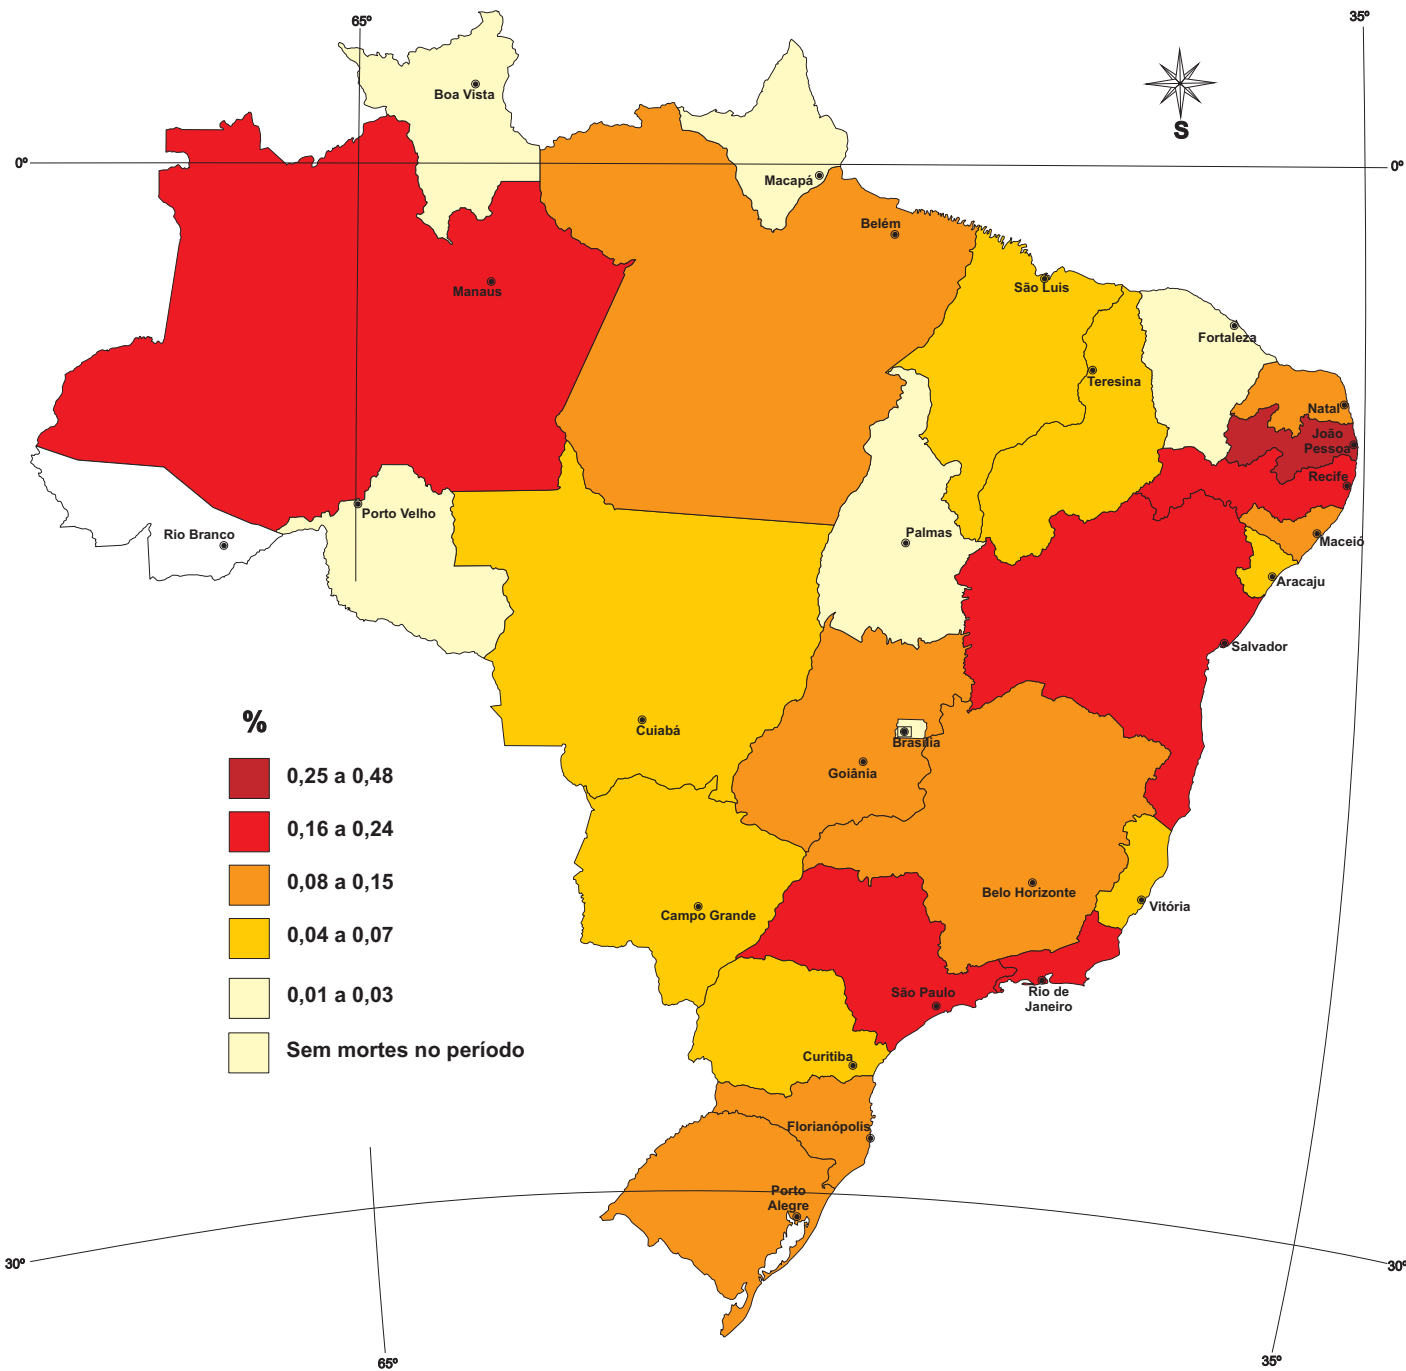 65º
35º
Boa Vista
S
0º
0º
Macapá
Belém
Manaus
São Luis
Fortaleza
Teresina
Natal
João
Pessoa
Recife
Porto Velho
Rio Branco
Palmas
Maceió
Aracaju
Salvador
%
Cuiabá
Brasília
Goiânia
0,25 a 0,48
0,16 a 0,24
0,08 a 0,15
Belo Horizonte
Vitória
Campo Grande
0,04 a 0,07
0,01 a 0,03
São Paulo
Rio de
Janeiro
Sem mortes no período
Curitiba
Florianópolis
Porto
Alegre
30º
30º
65º
35º